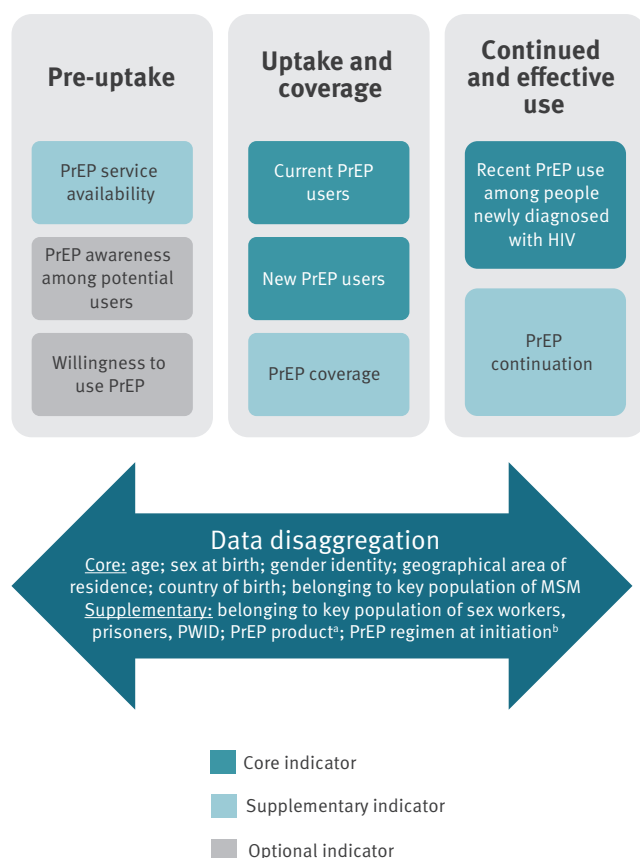 Pre-uptake
PrEP service
availability
PrEP awareness
among potential
users
Willingness to
use PrEP
Uptake and
coverage
Current PrEP
users
New PrEP users
PrEP coverage
Continued
and effective
use
Recent PrEP use
among people
newly diagnosed
with HIV
PrEP
continuation
Data disaggregation
Core: age; sex at birth; gender identity; geographical area of
residence; country of birth; belonging to key population of MSM
Supplementary: belonging to key population of sex workers,
prisoners, PWID; PrEP productᵃ; PrEP regimen at initiationᵇ
Core indicator
Supplementary indicator
Optional indicator